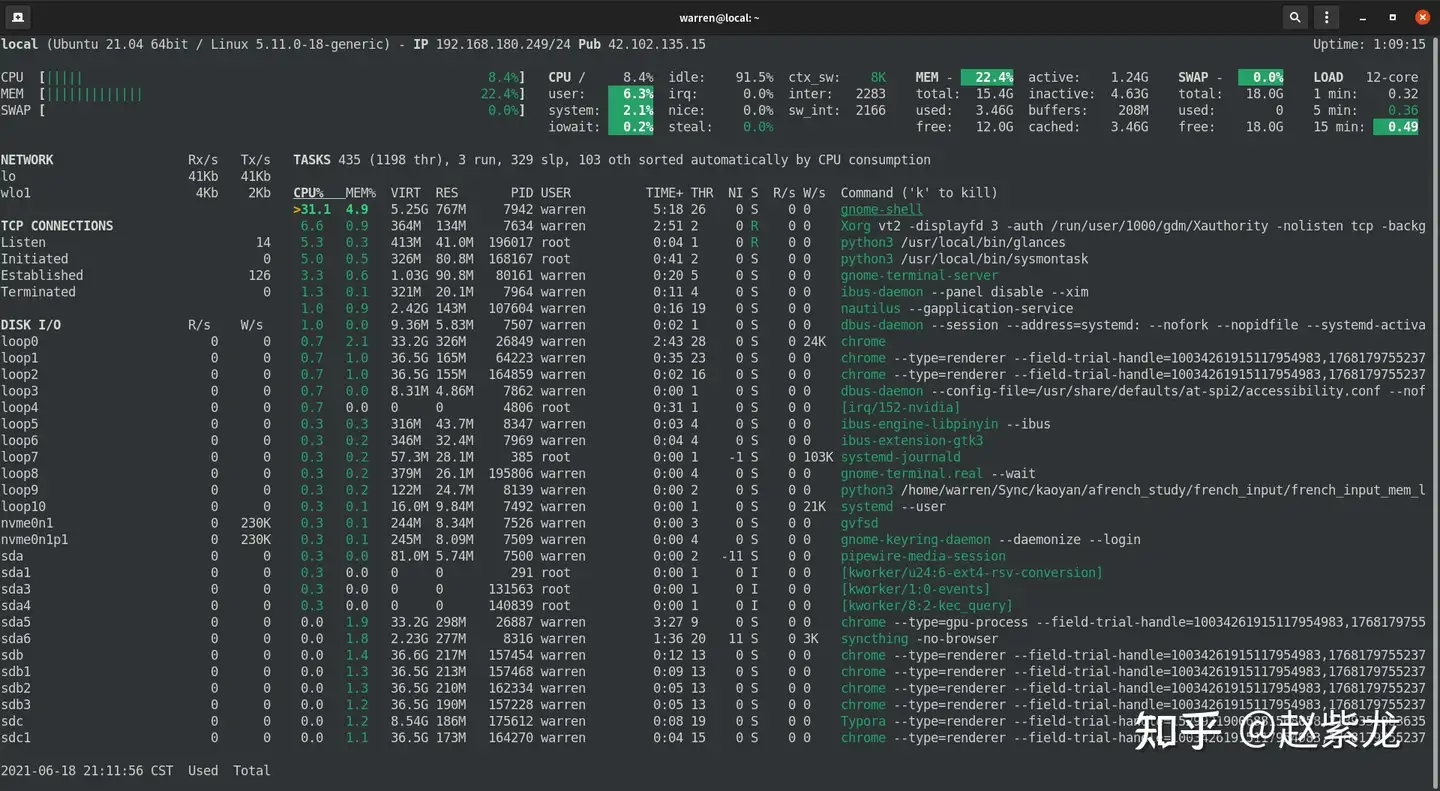 warren@local: ~
local (Ubuntu 21.04 64bit / Linux 5.11.0-18-generic) - IP 192.168.180.249/24 Pub 42.102.135.15 Uptime: 1:09:15
CPU [||||| 8.4%] CPU / 8.4% idle: 91.5% ctx_sw: 8K MEM - 22.4% active: 1.24G SWAP - 0.0% LOAD 12-core
MEM [||||||||||||| 22.4%] user: 6.3% irq: 0.0% inter: 2283 total: 15.4G inactive: 4.63G total: 18.0G 1 min: 0.32
SWAP [ 0.0%] system: 2.1% nice: 0.0% sw_int: 2166 used: 3.46G buffers: 208M used: 0 5 min: 0.36
iowait: 0.2% steal: 0.0% free: 12.0G cached: 3.46G free: 18.0G 15 min: 0.49
NETWORK Rx/s Tx/s TASKS 435 (1198 thr), 3 run, 329 slp, 103 oth sorted automatically by CPU consumption
lo 41Kb 41Kb
wlo1 4Kb 2Kb CPU% MEM% VIRT RES PID USER TIME+ THR NI S R/s W/s Command ('k' to kill)
>31.1 4.9 5.25G 767M 7942 warren 5:18 26 0 S 0 0 gnome-shell
TCP CONNECTIONS 6.6 0.9 364M 134M 7634 warren 2:51 2 0 R 0 0 Xorg vt2 -displayfd 3 -auth /run/user/1000/gdm/Xauthority -nolisten tcp -backg
Listen 14 5.3 0.3 413M 41.0M 196017 root 0:04 1 0 R 0 0 python3 /usr/local/bin/glances
Initiated 0 5.0 0.5 326M 80.8M 168167 root 0:41 2 0 S 0 0 python3 /usr/local/bin/sysmontask
Established 126 3.3 0.6 1.03G 90.8M 80161 warren 0:20 5 0 S 0 0 gnome-terminal-server
Terminated 0 1.3 0.1 321M 20.1M 7964 warren 0:11 4 0 S 0 0 ibus-daemon --panel disable --xim
1.0 0.9 2.42G 143M 107604 warren 0:16 19 0 S 0 0 nautilus --gapplication-service
DISK I/O R/s W/s 1.0 0.0 9.36M 5.83M 7507 warren 0:02 1 0 S 0 0 dbus-daemon --session --address=systemd: --nofork --nopidfile --systemd-activa
loop0 0 0 0.7 2.1 33.2G 326M 26849 warren 2:43 28 0 S 0 24K chrome
loop1 0 0 0.7 1.0 36.5G 165M 64223 warren 0:35 23 0 S 0 0 chrome --type=renderer --field-trial-handle=10034261915117954983,1768179755237
loop2 0 0 0.7 1.0 36.5G 155M 164859 warren 0:02 16 0 S 0 0 chrome --type=renderer --field-trial-handle=10034261915117954983,1768179755237
loop3 0 0 0.7 0.0 8.31M 4.86M 7862 warren 0:00 1 0 S 0 0 dbus-daemon --config-file=/usr/share/defaults/at-spi2/accessibility.conf --nof
loop4 0 0 0.7 0.0 0 0 4806 root 0:31 1 0 S 0 0 [irq/152-nvidia]
loop5 0 0 0.3 0.3 316M 43.7M 8347 warren 0:03 4 0 S 0 0 ibus-engine-libpinyin --ibus
loop6 0 0 0.3 0.2 346M 32.4M 7969 warren 0:04 4 0 S 0 0 ibus-extension-gtk3
loop7 0 0 0.3 0.2 57.3M 28.1M 385 root 0:00 1 -1 S 0 103K systemd-journald
loop8 0 0 0.3 0.2 379M 26.1M 195806 warren 0:00 4 0 S 0 0 gnome-terminal.real --wait
loop9 0 0 0.3 0.2 122M 24.7M 8139 warren 0:00 2 0 S 0 0 python3 /home/warren/Sync/kaoyan/afrench_study/french_input/french_input_mem_l
loop10 0 0 0.3 0.1 16.0M 9.84M 7492 warren 0:00 1 0 S 0 21K systemd --user
nvme0n1 0 230K 0.3 0.1 244M 8.34M 7526 warren 0:00 3 0 S 0 0 gvfsd
nvme0n1p1 0 230K 0.3 0.1 245M 8.09M 7509 warren 0:00 4 0 S 0 0 gnome-keyring-daemon --daemonize --login
sda 0 0 0.3 0.0 81.0M 5.74M 7500 warren 0:00 2 -11 S 0 0 pipewire-media-session
sda1 0 0 0.3 0.0 0 0 291 root 0:00 1 0 I 0 0 [kworker/u24:6-ext4-rsv-conversion]
sda3 0 0 0.3 0.0 0 0 131563 root 0:00 1 0 I 0 0 [kworker/1:0-events]
sda4 0 0 0.3 0.0 0 0 140839 root 0:00 1 0 I 0 0 [kworker/8:2-kec_query]
sda5 0 0 0.0 1.9 33.2G 298M 26887 warren 3:27 9 0 S 0 0 chrome --type=gpu-process --field-trial-handle=10034261915117954983,1768179755
sda6 0 0 0.0 1.8 2.23G 277M 8316 warren 1:36 20 11 S 0 3K syncthing -no-browser
sdb 0 0 0.0 1.4 36.6G 217M 157454 warren 0:12 13 0 S 0 0 chrome --type=renderer --field-trial-handle=10034261915117954983,1768179755237
sdb1 0 0 0.0 1.3 36.5G 213M 157468 warren 0:09 13 0 S 0 0 chrome --type=renderer --field-trial-handle=10034261915117954983,1768179755237
sdb2 0 0 0.0 1.3 36.5G 210M 162334 warren 0:05 13 0 S 0 0 chrome --type=renderer --field-trial-handle=10034261915117954983,1768179755237
sdb3 0 0 0.0 1.2 36.5G 190M 157228 warren 0:05 13 0 S 0 0 chrome --type=renderer --field-trial-handle=10034261915117954983,1768179755237
sdc 0 0 0.0 1.2 8.54G 186M 175612 warren 0:08 19 0 S 0 0 Typora --type=renderer
sdc1 0 0 0.0 1.1 36.5G 173M 164270 warren 0:04 15 0 S 0 0 chrome --type=renderer
知乎 @赵紫龙
2021-06-18 21:11:56 CST Used Total